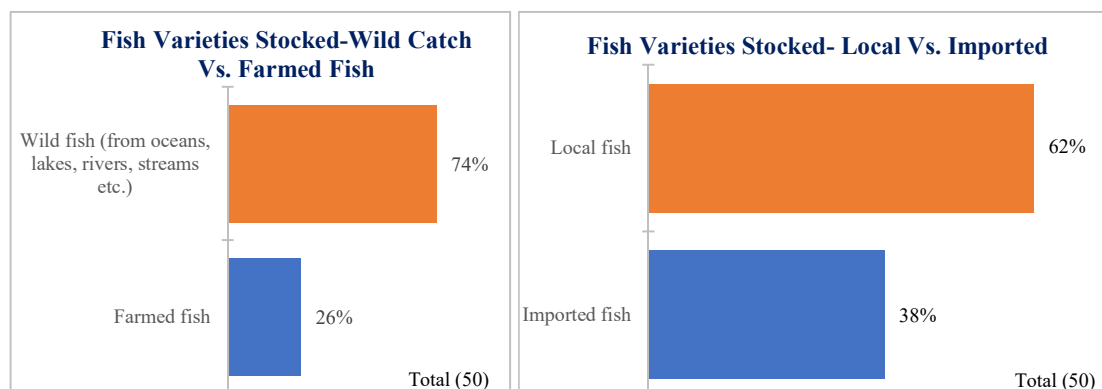 Fish Varieties Stocked-Wild Catch
Vs. Farmed Fish
Wild fish (from oceans,
lakes, rivers, streams
etc.)
74%
Farmed fish
26%
Total (50)
Fish Varieties Stocked- Local Vs. Imported
Local fish
62%
Imported fish
38%
Total (50)